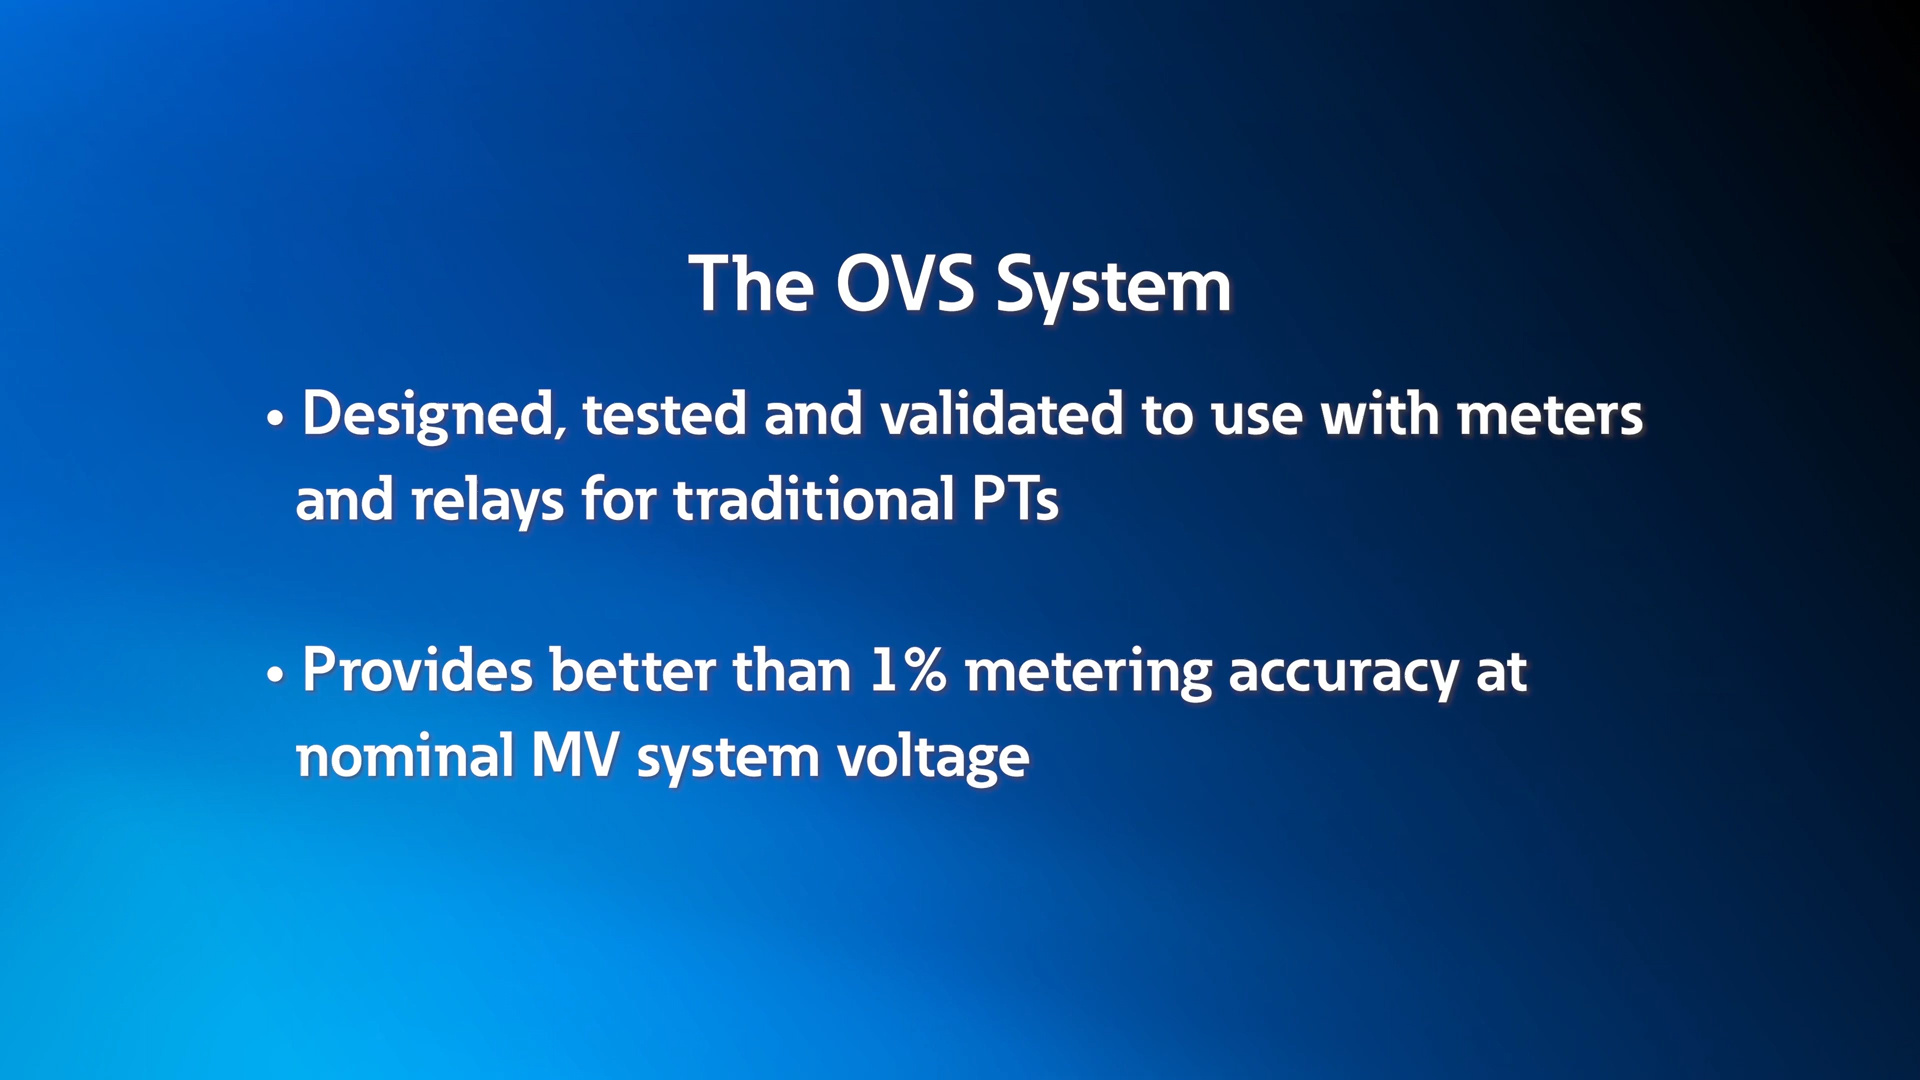 The OVS System
• Designed, tested and validated to use with meters
and relays for traditional PTs
• Provides better than 1% metering accuracy at
nominal MV system voltage